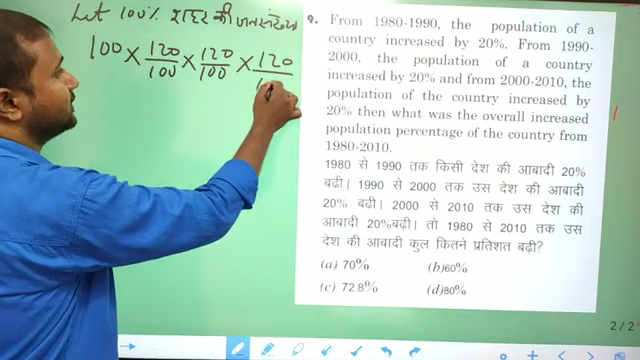 Let 100% शहर की जनसंख्या
100 × 120/100 × 120/100 × 120/1
9. From 1980-1990, the population of a
country increased by 20%. From 1990-
2000, the population of a country
increased by 20% and from 2000-2010, the
population of the country increased by
20% then what was the overall increased
population percentage of the country from
1980-2010.
1980 से 1990 तक किसी देश की आबादी 20%
बढ़ी। 1990 से 2000 तक उस देश की आबादी
20% बढ़ी। 2000 से 2010 तक उस देश की
आबादी 20%बढ़ी। तो 1980 से 2010 तक उस
देश की आबादी कुल कितने प्रतिशत बढ़ी?
(a) 70% (b)60%
(c) 72.8% (d)80%
2/2